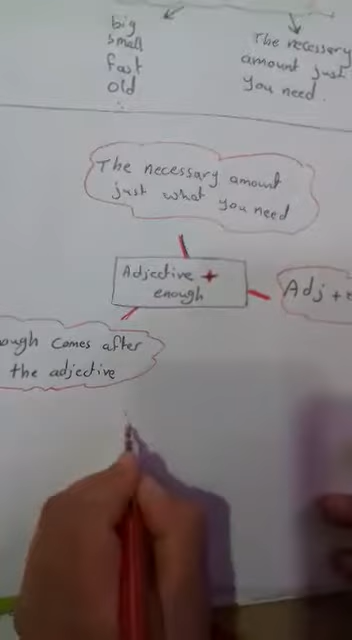 big
small
fast
old
The necessary
amount just
you need.
The necessary amount
just what you need
Adjective +
enough
Adj +
comes after
the adjective